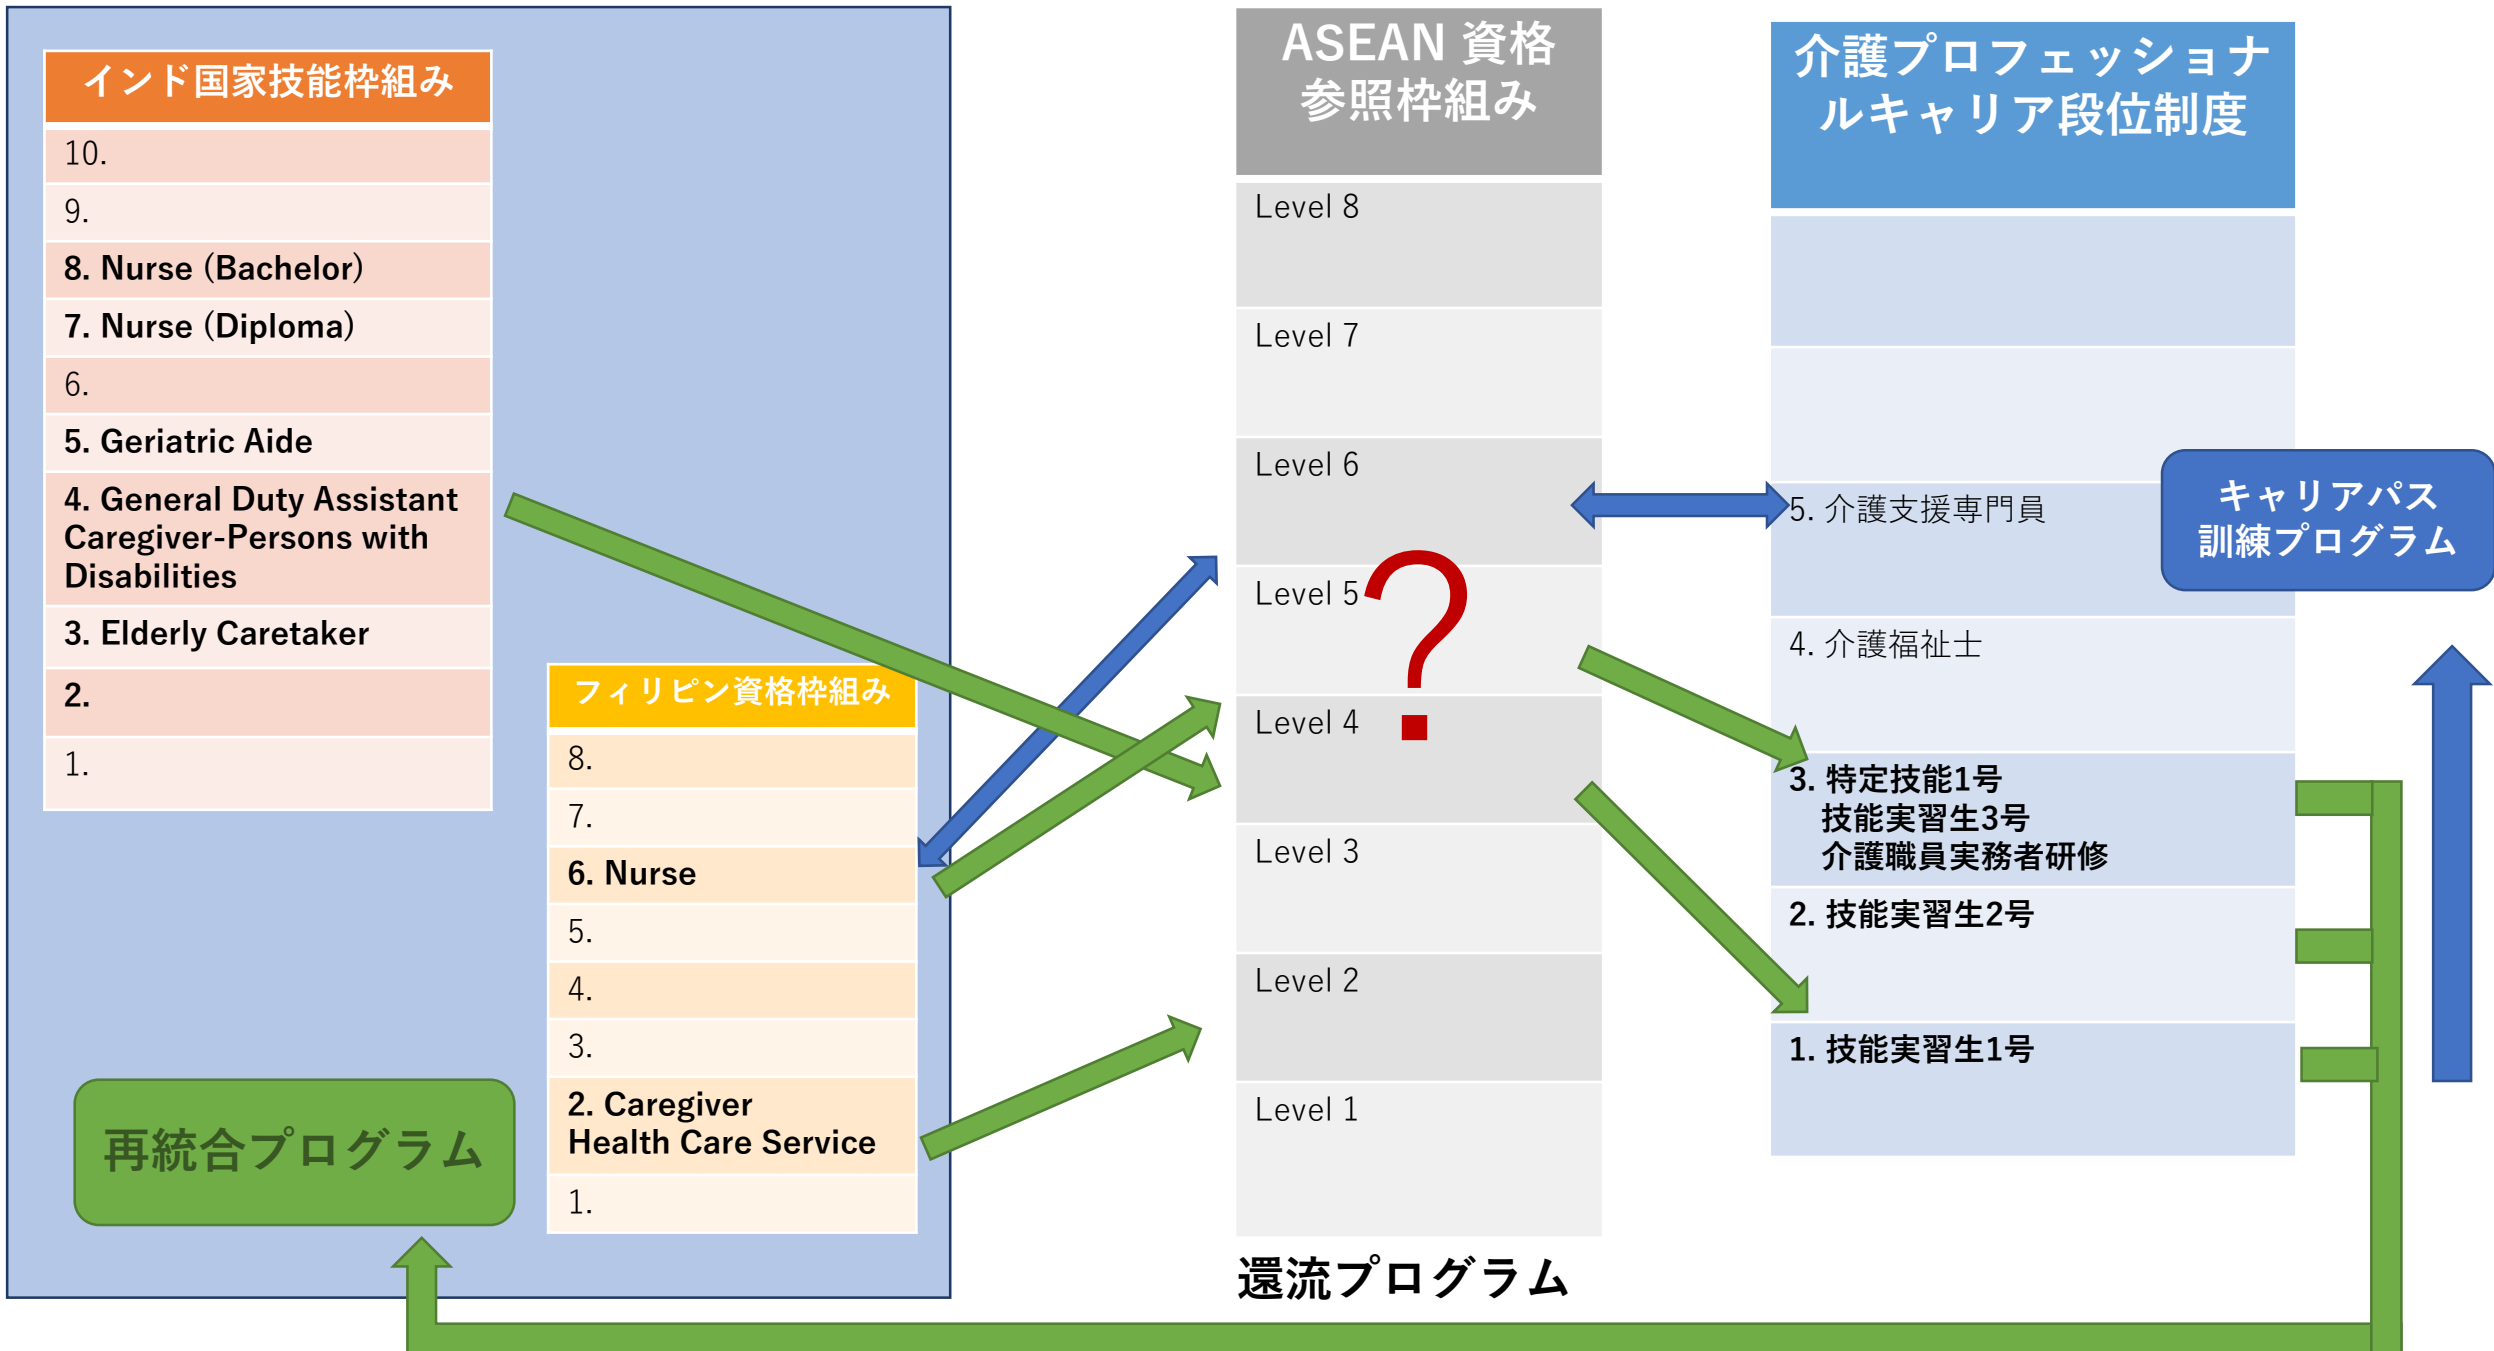 インド国家技能枠組み
10.
9.
8. Nurse (Bachelor)
7. Nurse (Diploma)
6.
5. Geriatric Aide
4. General Duty Assistant
Caregiver-Persons with
Disabilities
3. Elderly Caretaker
2.
1.
フィリピン資格枠組み
8.
7.
6. Nurse
5.
4.
3.
2. Caregiver
Health Care Service
1.
再統合プログラム
ASEAN 資格
参照枠組み
Level 8
Level 7
Level 6
Level 5
Level 4
Level 3
Level 2
Level 1
?
還流プログラム
介護プロフェッショナ
ルキャリア段位制度
5. 介護支援専門員
4. 介護福祉士
3. 特定技能1号
技能実習生3号
介護職員実務者研修
2. 技能実習生2号
1. 技能実習生1号
キャリアパス
訓練プログラム